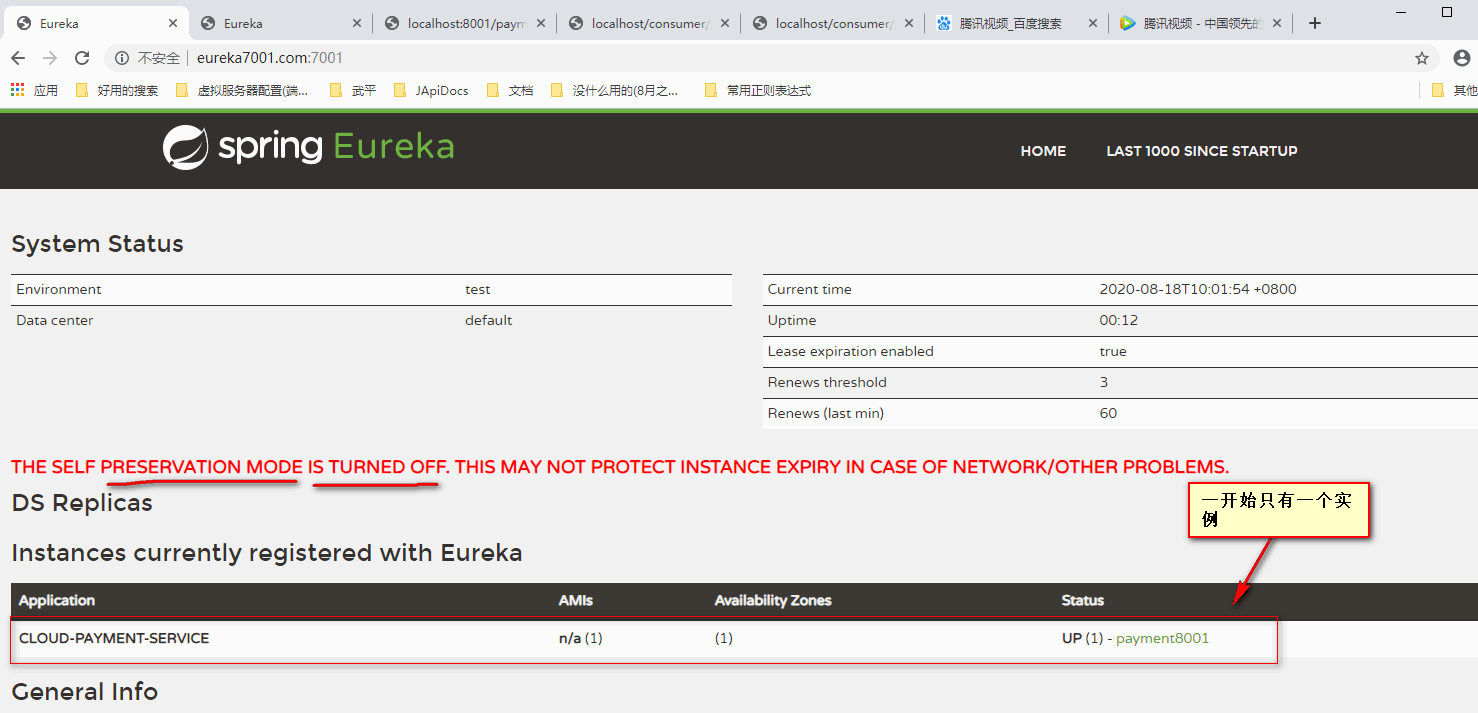 Eureka
Eureka
localhost:8001/paym
localhost/consumer/
localhost/consumer/
腾讯视频_百度搜索
腾讯视频 - 中国领先的
不安全 | eureka7001.com:7001
应用
好用的搜索
虚拟服务器配置(端...
武平
JApiDocs
文档
没什么用的(8月之...
常用正则表达式
其他
spring Eureka
HOME
LAST 1000 SINCE STARTUP
System Status
Environment test
Data center default
Current time 2020-08-18T10:01:54 +0800
Uptime 00:12
Lease expiration enabled true
Renews threshold 3
Renews (last min) 60
THE SELF PRESERVATION MODE IS TURNED OFF. THIS MAY NOT PROTECT INSTANCE EXPIRY IN CASE OF NETWORK/OTHER PROBLEMS.
DS Replicas
一开始只有一个实
例
Instances currently registered with Eureka
Application AMIs Availability Zones Status
CLOUD-PAYMENT-SERVICE n/a (1) (1) UP (1) - payment8001
General Info